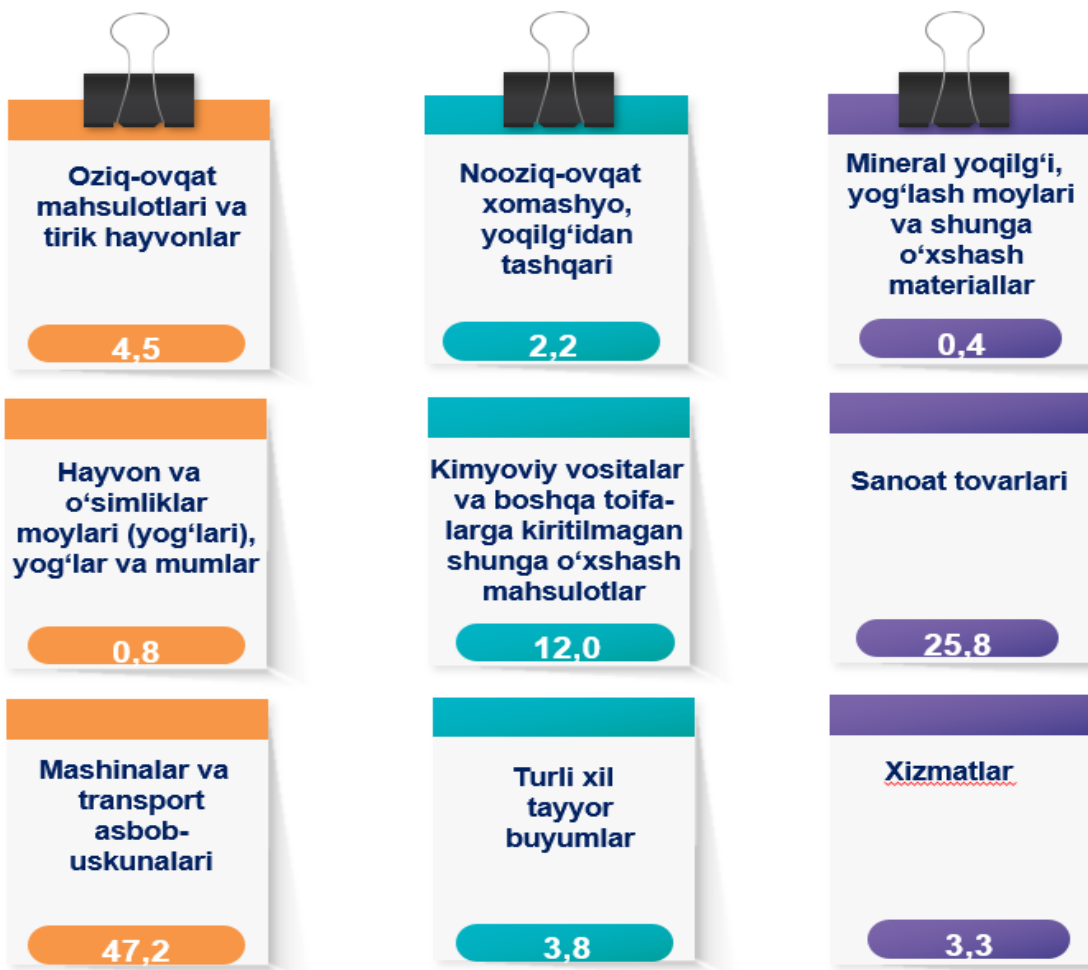 Oziq-ovqat
mahsulotlari va
tirik hayvonlar
4,5
Nooziq-ovqat
xomashyo,
yoqilg‘idan
tashqari
2,2
Mineral yoqilg‘i,
yog‘lash moylari
va shunga
o‘xshash
materiallar
0,4
Hayvon va
o‘simliklar
moylari (yog‘lari),
yog‘lar va mumlar
0,8
Kimyoviy vositalar
va boshqa toifa-
larga kiritilmagan
shunga o‘xshash
mahsulotlar
12,0
Sanoat tovarlari
25,8
Mashinalar va
transport
asbob-
uskunalari
47,2
Turli xil
tayyor
buyumlar
3,8
Xizmatlar
3,3